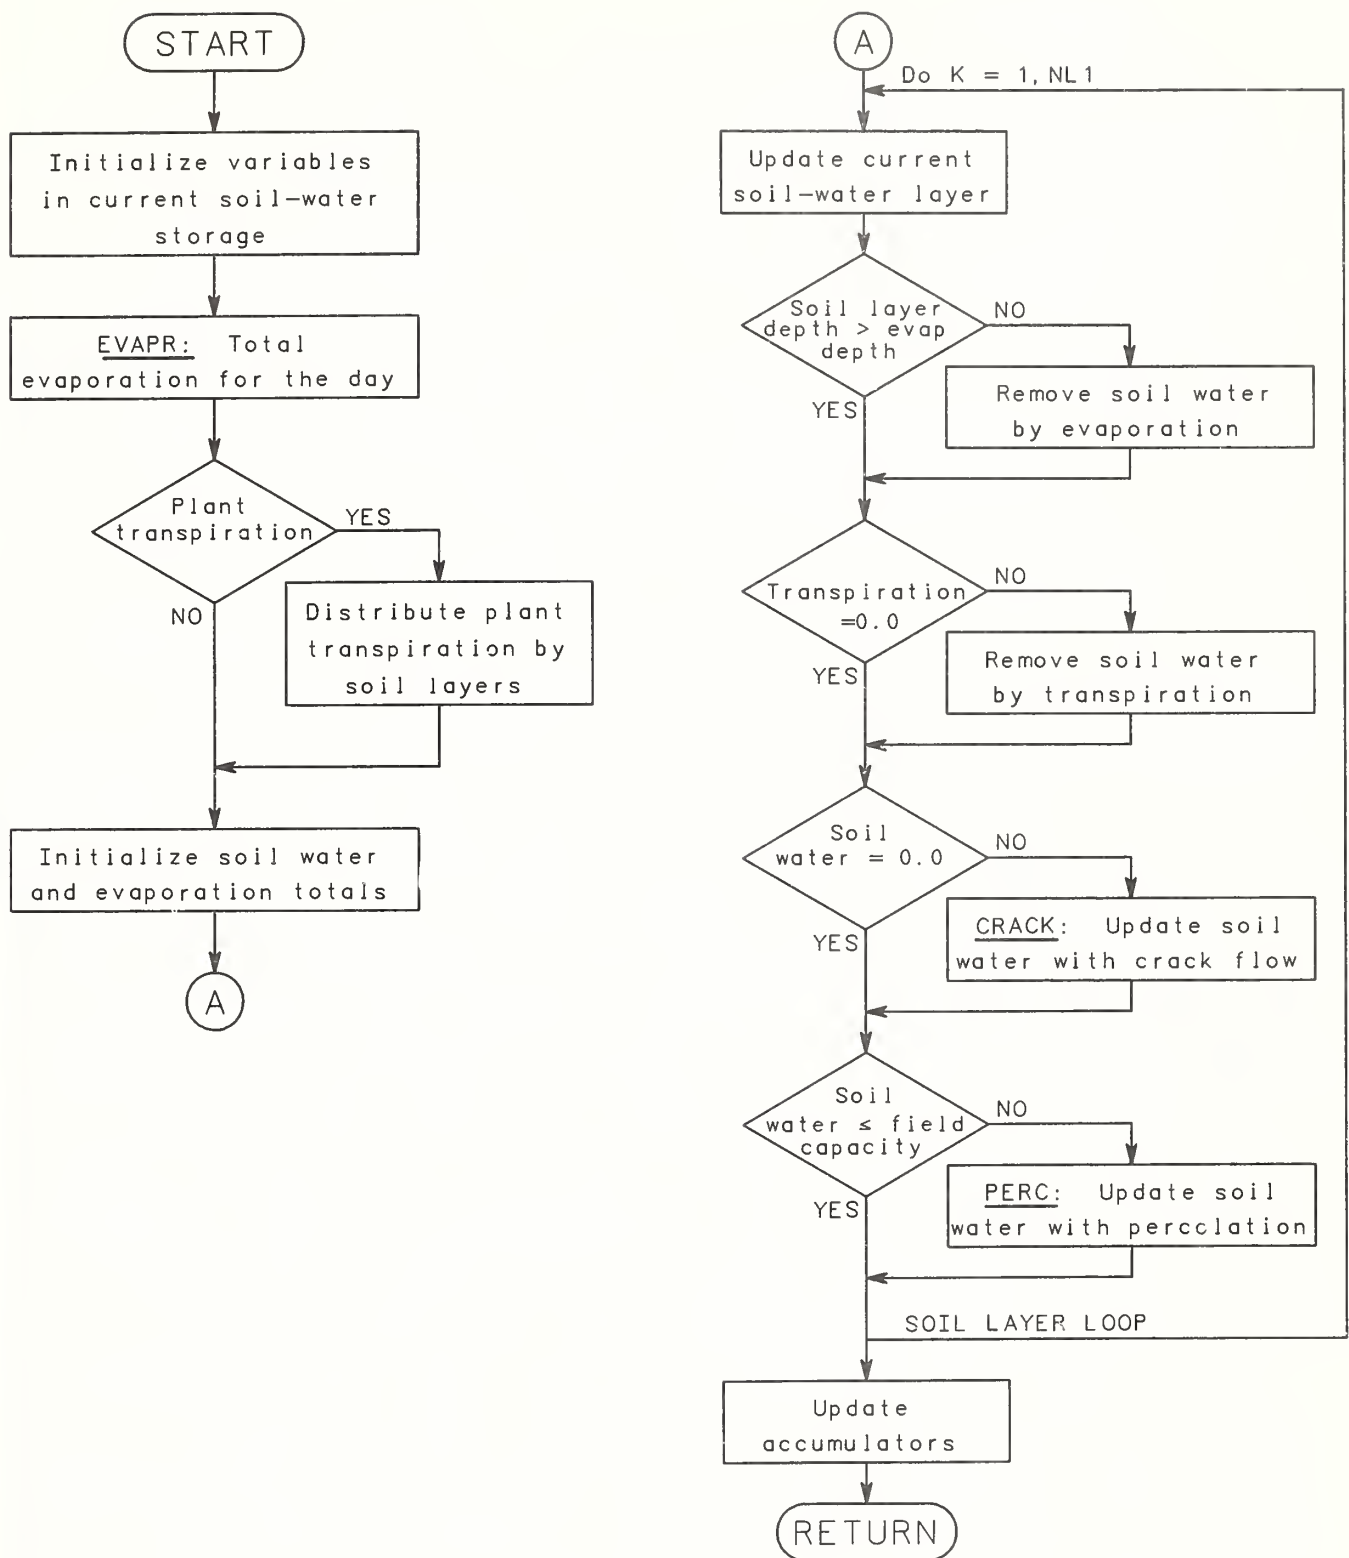 START
Initialize variables
in current soil-water
storage
EVAPR: Total
evaporation for the day
Plant
transpiration
YES
NO
Distribute plant
transpiration by
soil layers
Initialize soil water
and evaporation totals
A
A
Do K = 1, NL1
Update current
soil-water layer
Soil layer
depth > evap
depth
NO
YES
Remove soil water
by evaporation
Transpiration
=0.0
NO
YES
Remove soil water
by transpiration
Soil
water = 0.0
NO
YES
CRACK: Update soil
water with crack flow
Soil
water ≤ field
capacity
NO
YES
PERC: Update soil
water with percclation
SOIL LAYER LOOP
Update
accumulators
RETURN